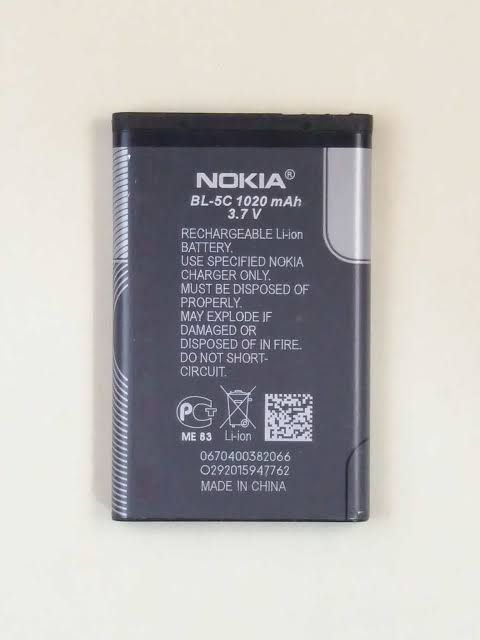 NOKIA®
BL-5C 1020 mAh
3.7 V
RECHARGEABLE Li-ion
BATTERY.
USE SPECIFIED NOKIA
CHARGER ONLY.
MUST BE DISPOSED OF
PROPERLY.
MAY EXPLODE IF
DAMAGED OR
DISPOSED OF IN FIRE.
DO NOT SHORT-
CIRCUIT.
ME 83 Li-ion
0670400382066
O292015947762
MADE IN CHINA